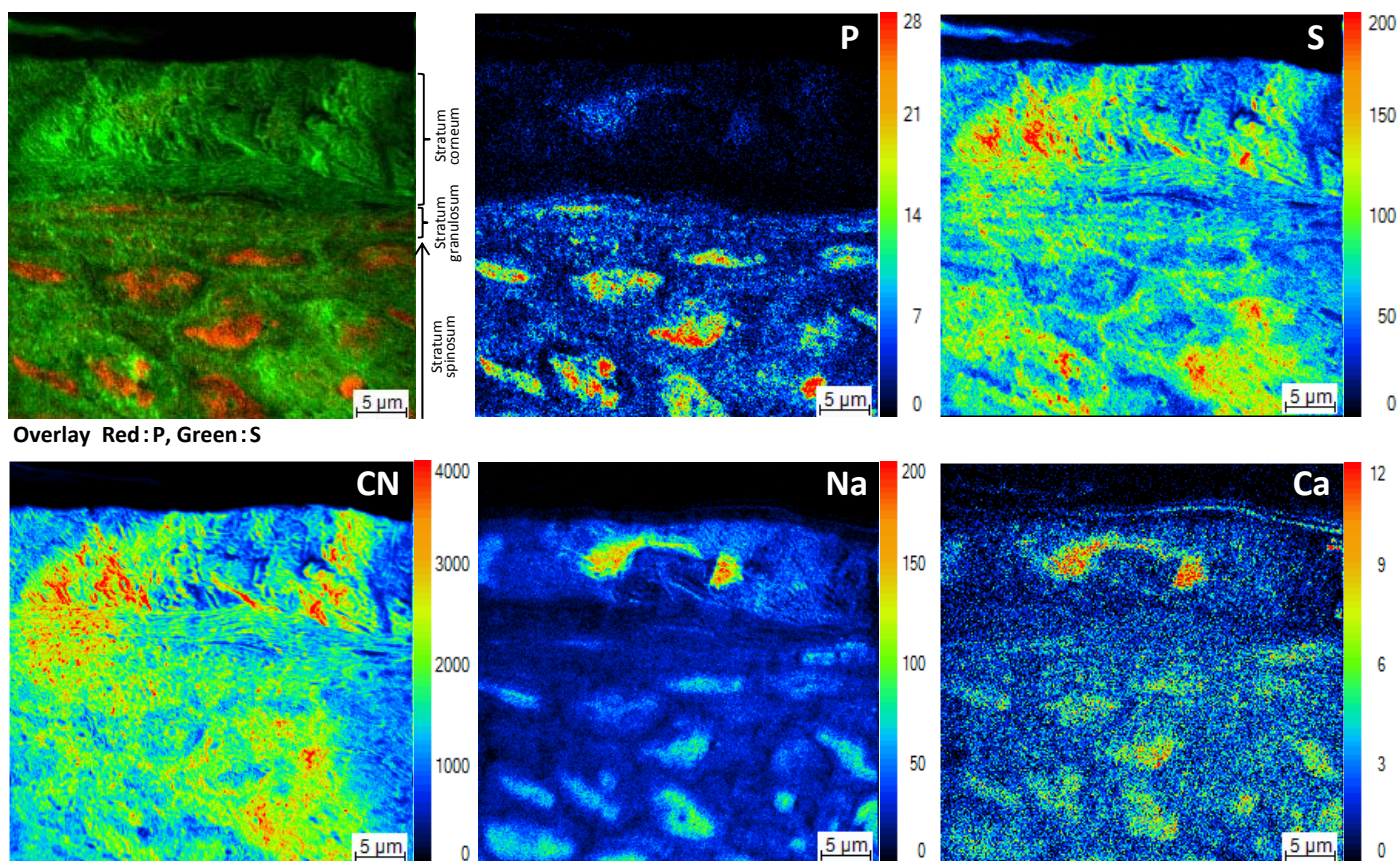 Stratum corneum
Stratum granulosum
Stratum spinosum
5 µm
Overlay Red: P, Green: S
P
28
21
14
7
0
5 µm
S
200
150
100
50
0
5 µm
CN
4000
3000
2000
1000
0
5 µm
Na
200
150
100
50
0
5 µm
Ca
12
9
6
3
0
5 µm